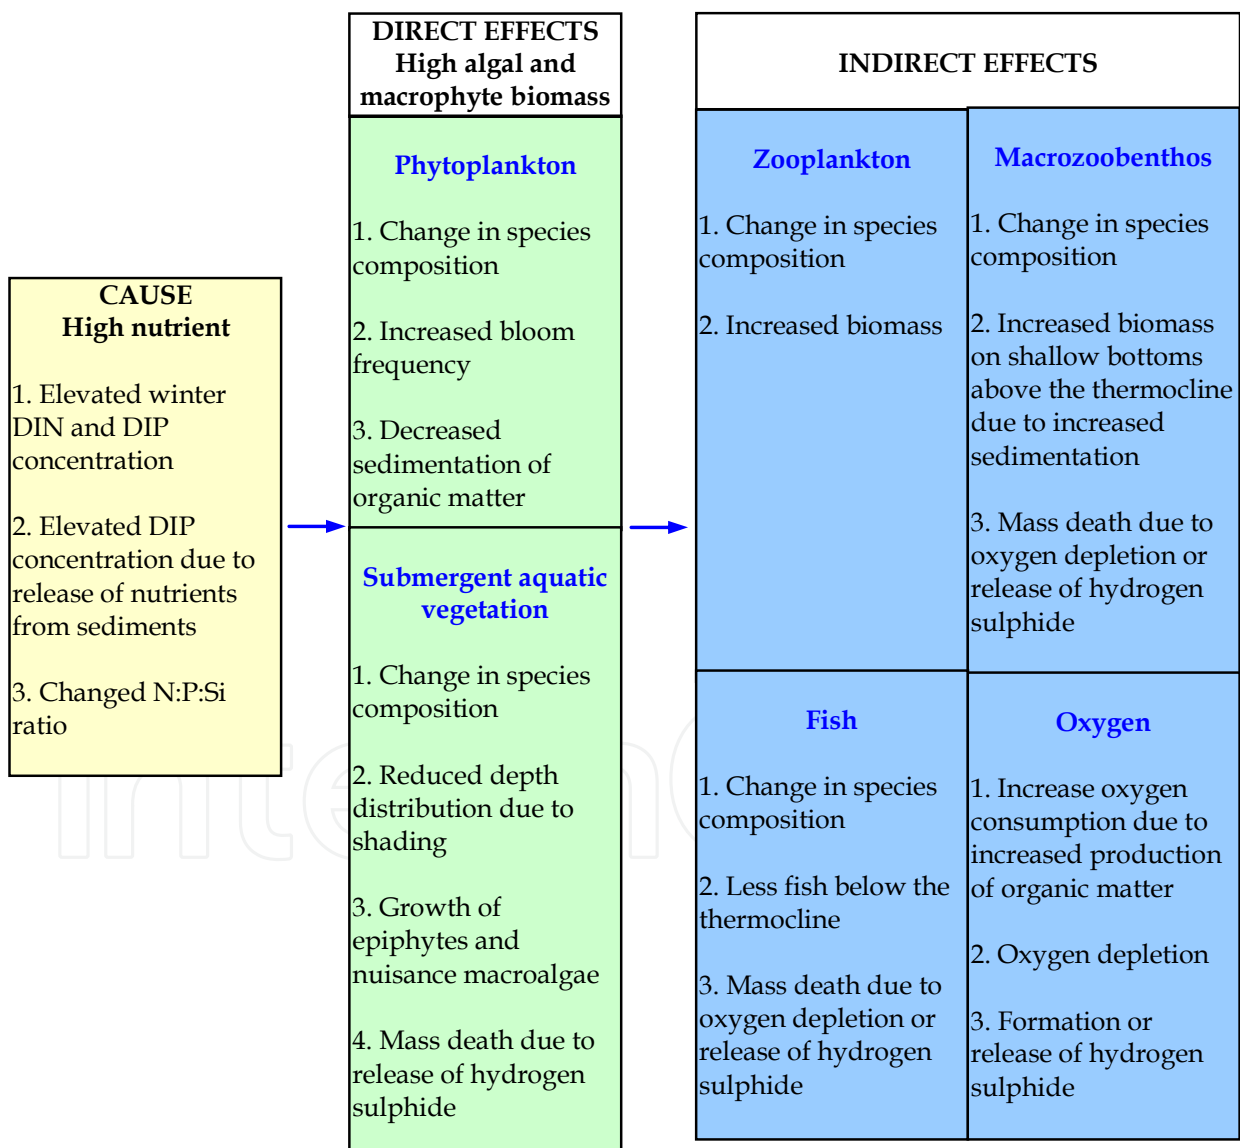 CAUSE
High nutrient
1. Elevated winter
DIN and DIP
concentration
2. Elevated DIP
concentration due to
release of nutrients
from sediments
3. Changed N:P:Si
ratio
DIRECT EFFECTS
High algal and
macrophyte biomass
Phytoplankton
1. Change in species
composition
2. Increased bloom
frequency
3. Decreased
sedimentation of
organic matter
Submergent aquatic
vegetation
1. Change in species
composition
2. Reduced depth
distribution due to
shading
3. Growth of
epiphytes and
nuisance macroalgae
4. Mass death due to
release of hydrogen
sulphide
INDIRECT EFFECTS
Zooplankton
1. Change in species
composition
2. Increased biomass
Macrozoobenthos
1. Change in species
composition
2. Increased biomass
on shallow bottoms
above the thermocline
due to increased
sedimentation
3. Mass death due to
oxygen depletion or
release of hydrogen
sulphide
Fish
1. Change in species
composition
2. Less fish below the
thermocline
3. Mass death due to
oxygen depletion or
release of hydrogen
sulphide
Oxygen
1. Increase oxygen
consumption due to
increased production
of organic matter
2. Oxygen depletion
3. Formation or
release of hydrogen
sulphide